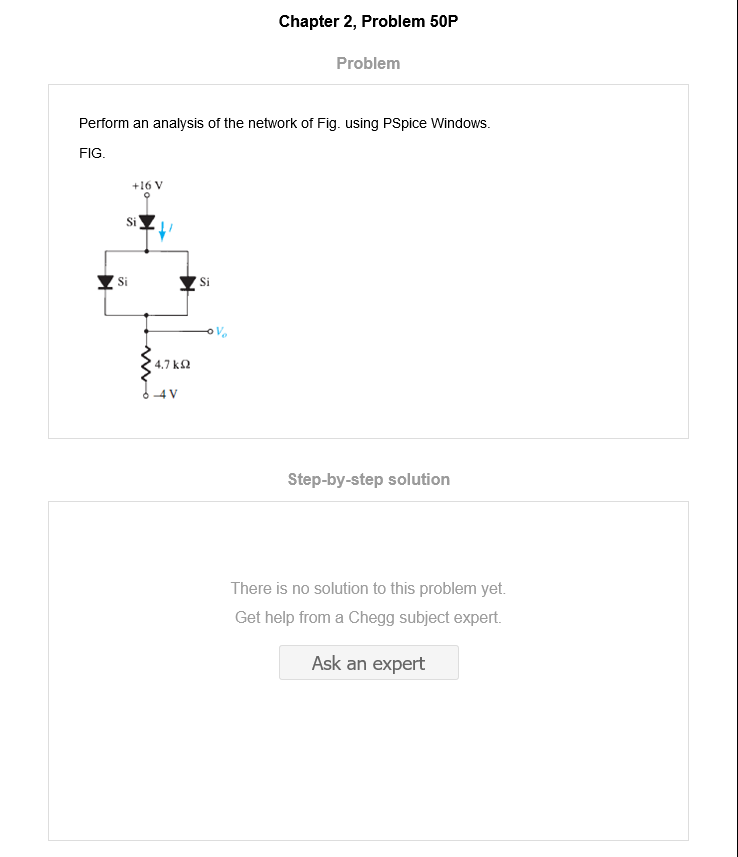 Chapter 2, Problem 50P
Problem
Perform an analysis of the network of Fig. using PSpice Windows.
FIG.
+16 V
Si
I
Si
Si
Vo
4.7 kΩ
–4 V
Step-by-step solution
There is no solution to this problem yet.
Get help from a Chegg subject expert.
Ask an expert